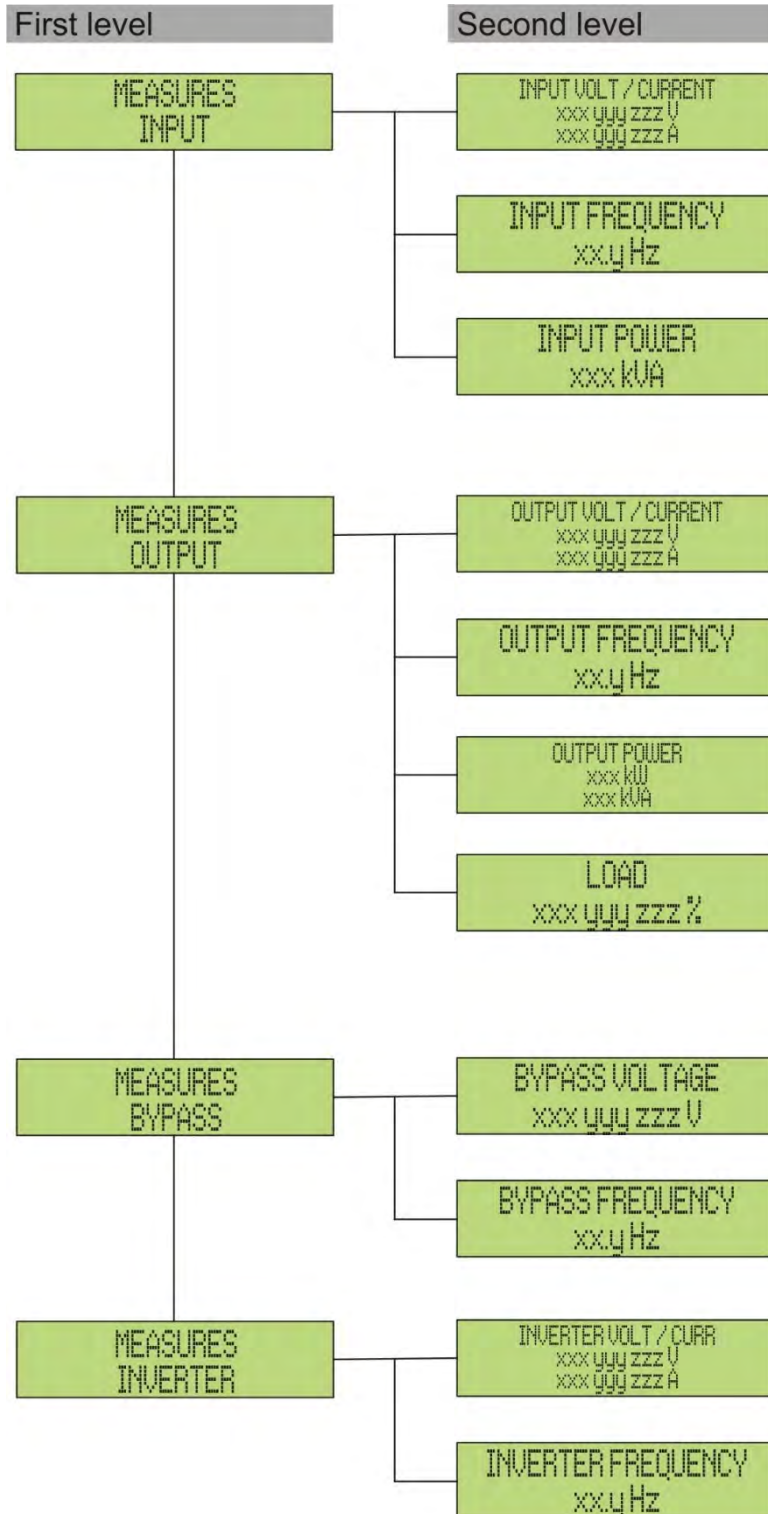 First level
Second level
MEASURES
INPUT
INPUT VOLT / CURRENT
xxx yyy zzz V
xxx yyy zzz A
INPUT FREQUENCY
xx.y Hz
INPUT POWER
xxx kVA
MEASURES
OUTPUT
OUTPUT VOLT / CURRENT
xxx yyy zzz V
xxx yyy zzz A
OUTPUT FREQUENCY
xx.y Hz
OUTPUT POWER
xxx kW
xxx kVA
LOAD
xxx yyy zzz %
MEASURES
BYPASS
BYPASS VOLTAGE
xxx yyy zzz V
BYPASS FREQUENCY
xx.y Hz
MEASURES
INVERTER
INVERTER VOLT / CURR
xxx yyy zzz V
xxx yyy zzz A
INVERTER FREQUENCY
xx.y Hz